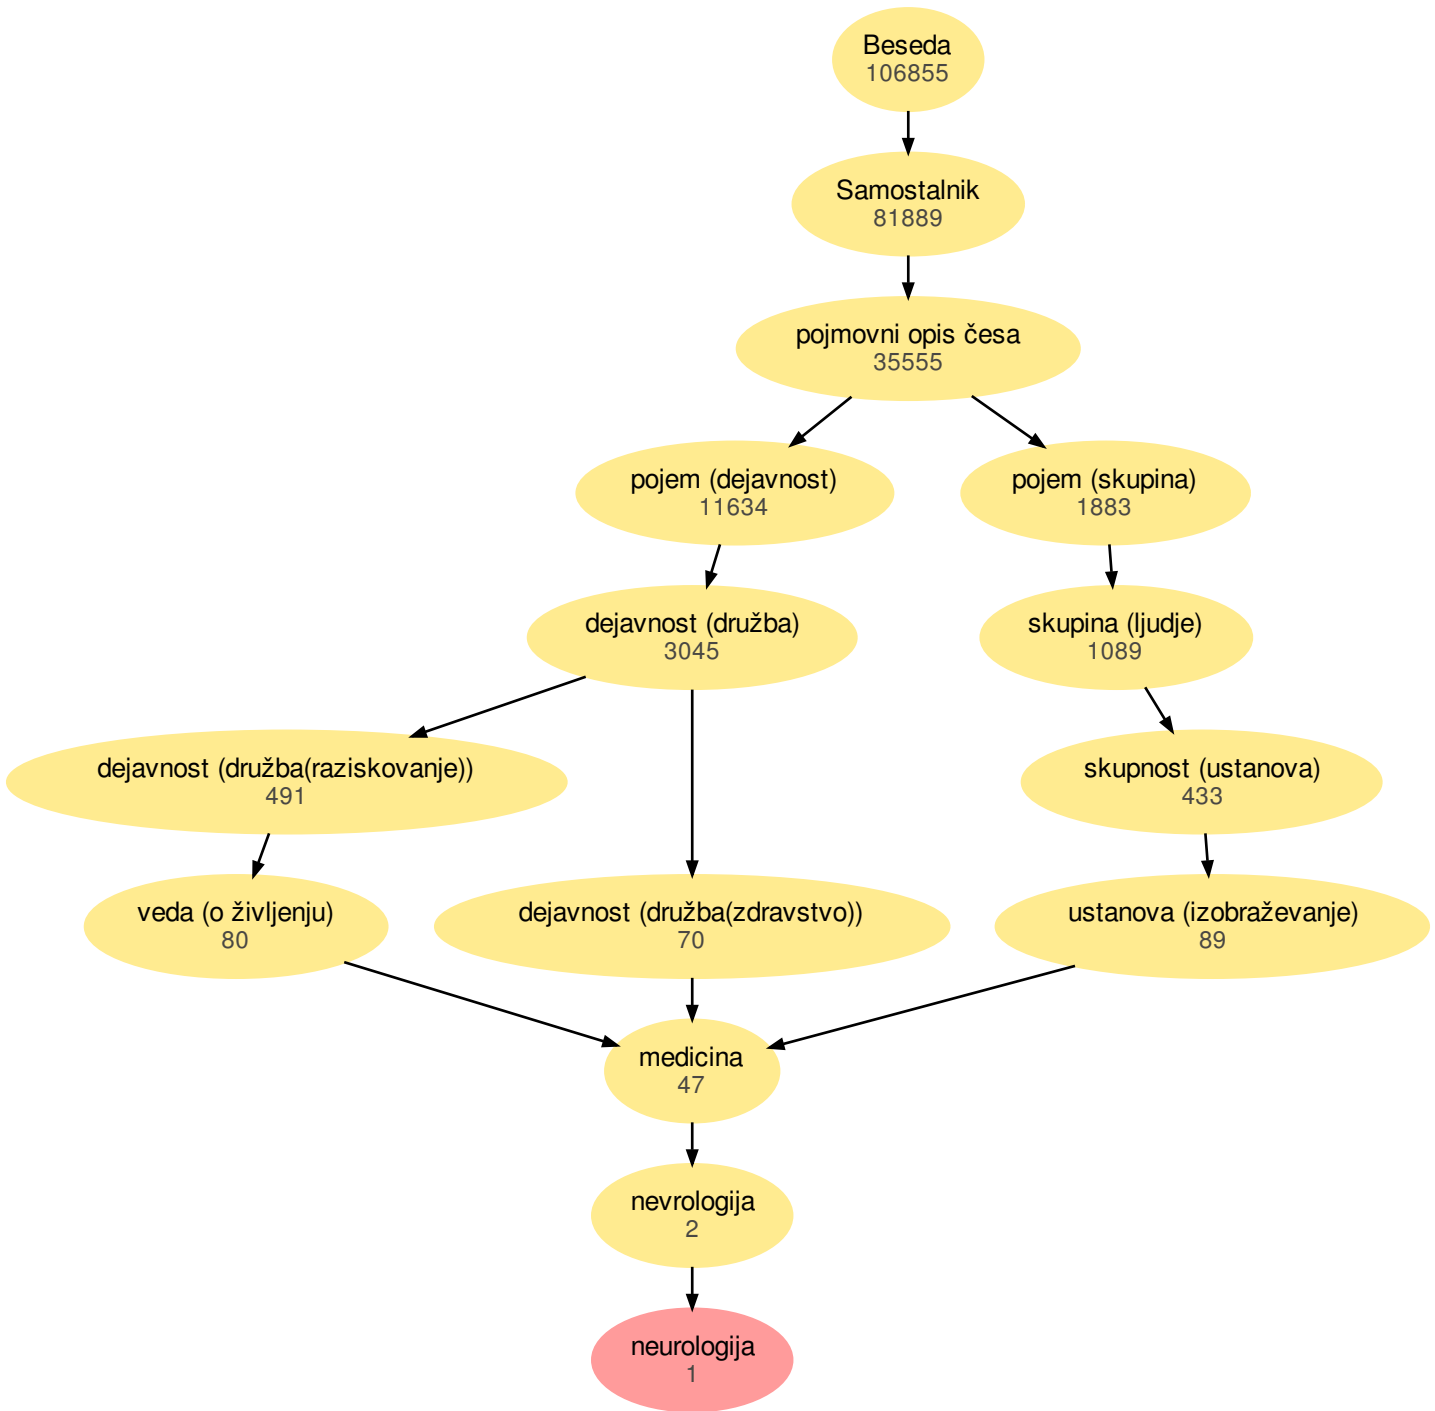 Beseda
106855
Samostalnik
81889
pojmovni opis česa
35555
pojem (dejavnost)
11634
pojem (skupina)
1883
dejavnost (družba)
3045
skupina (ljudje)
1089
dejavnost (družba(raziskovanje))
491
skupnost (ustanova)
433
veda (o življenju)
80
dejavnost (družba(zdravstvo))
70
ustanova (izobraževanje)
89
medicina
47
nevrologija
2
neurologija
1